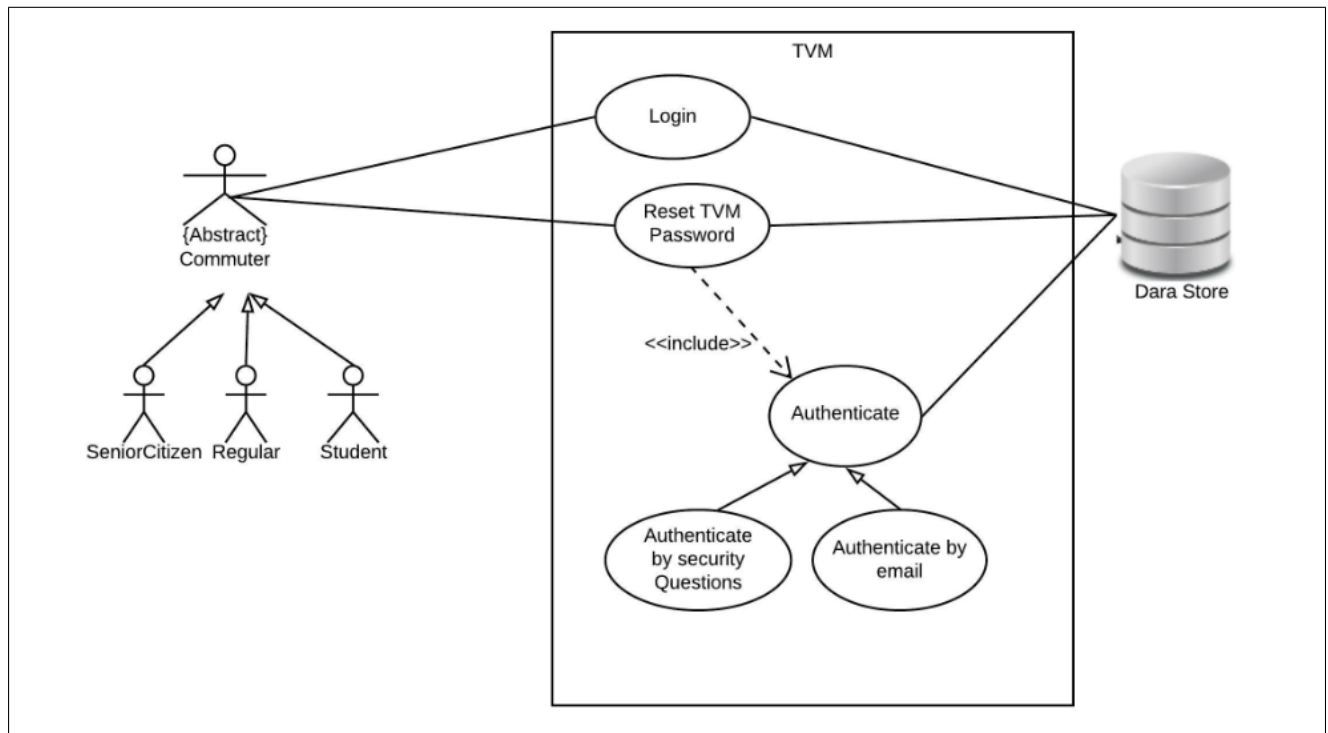 TVM
Login
Reset TVM
Password
{Abstract}
Commuter
Dara Store
<<include>>
Authenticate
SeniorCitizen
Regular
Student
Authenticate
by security
Questions
Authenticate by
email